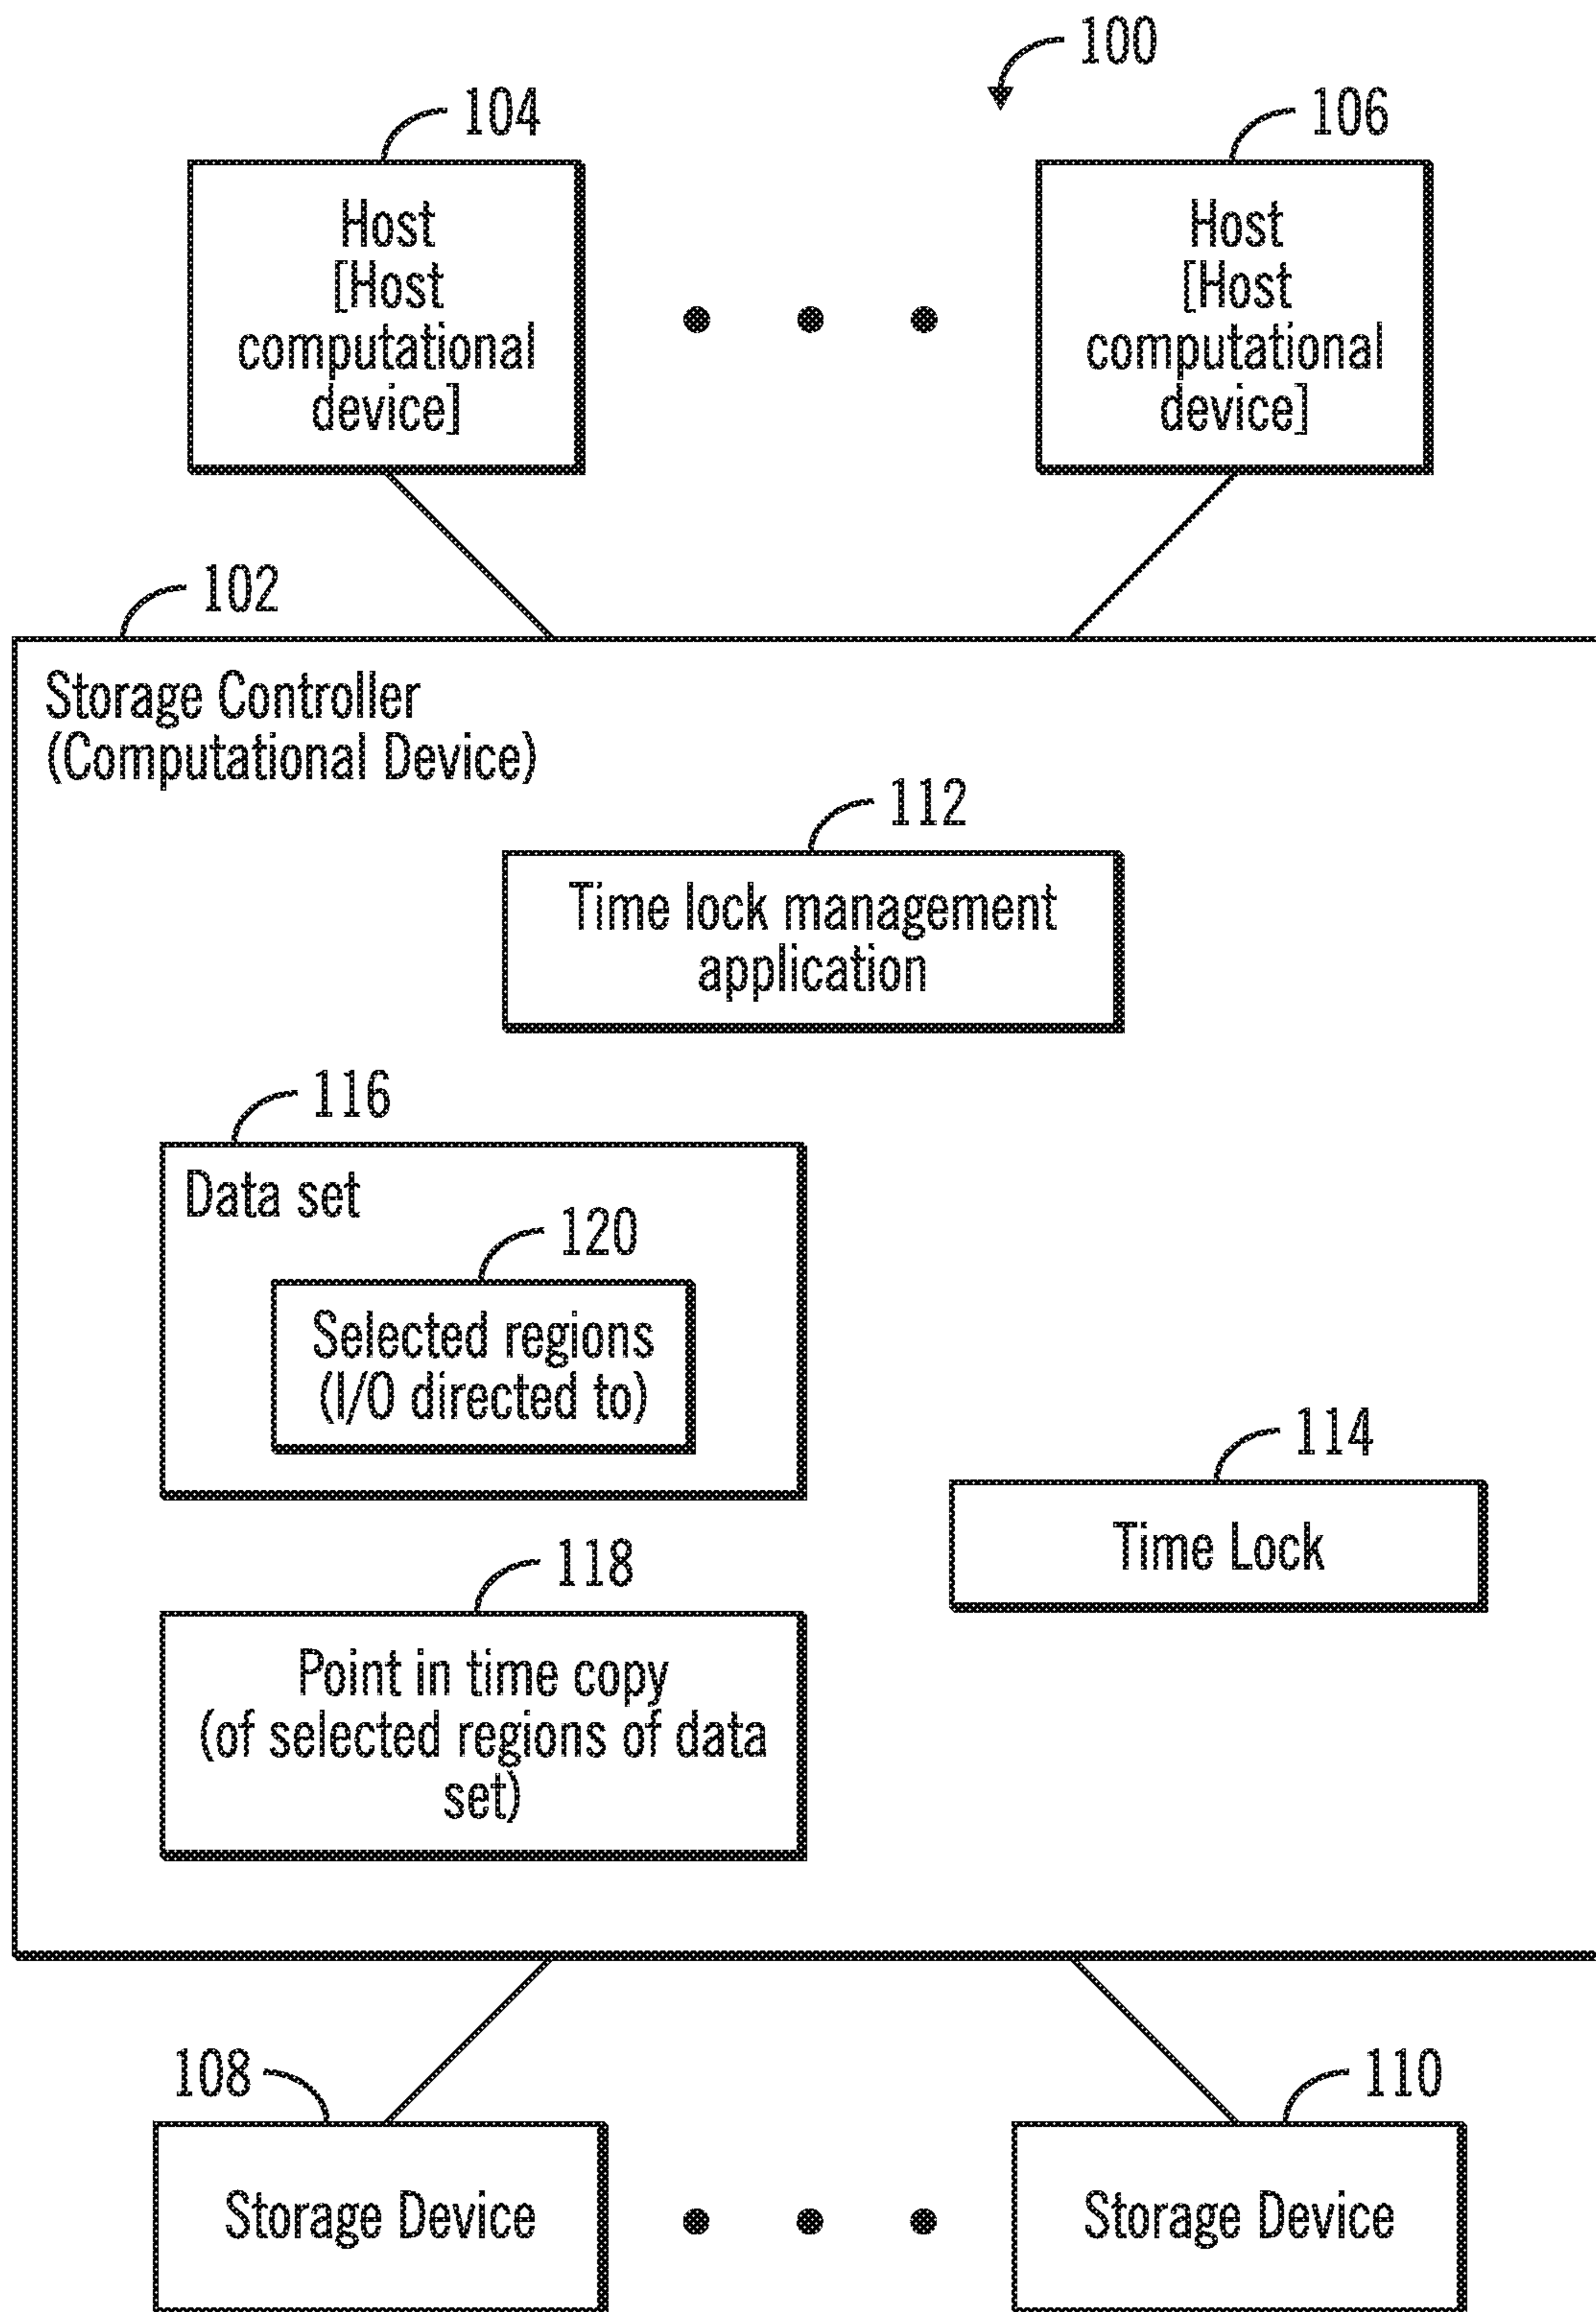 100
104
106
Host
[Host
computational
device]
Host
[Host
computational
device]
102
Storage Controller
(Computational Device)
112
Time lock management
application
116
Data set
120
Selected regions
(I/O directed to)
114
Time Lock
118
Point in time copy
(of selected regions of data
set)
108
110
Storage Device
Storage Device